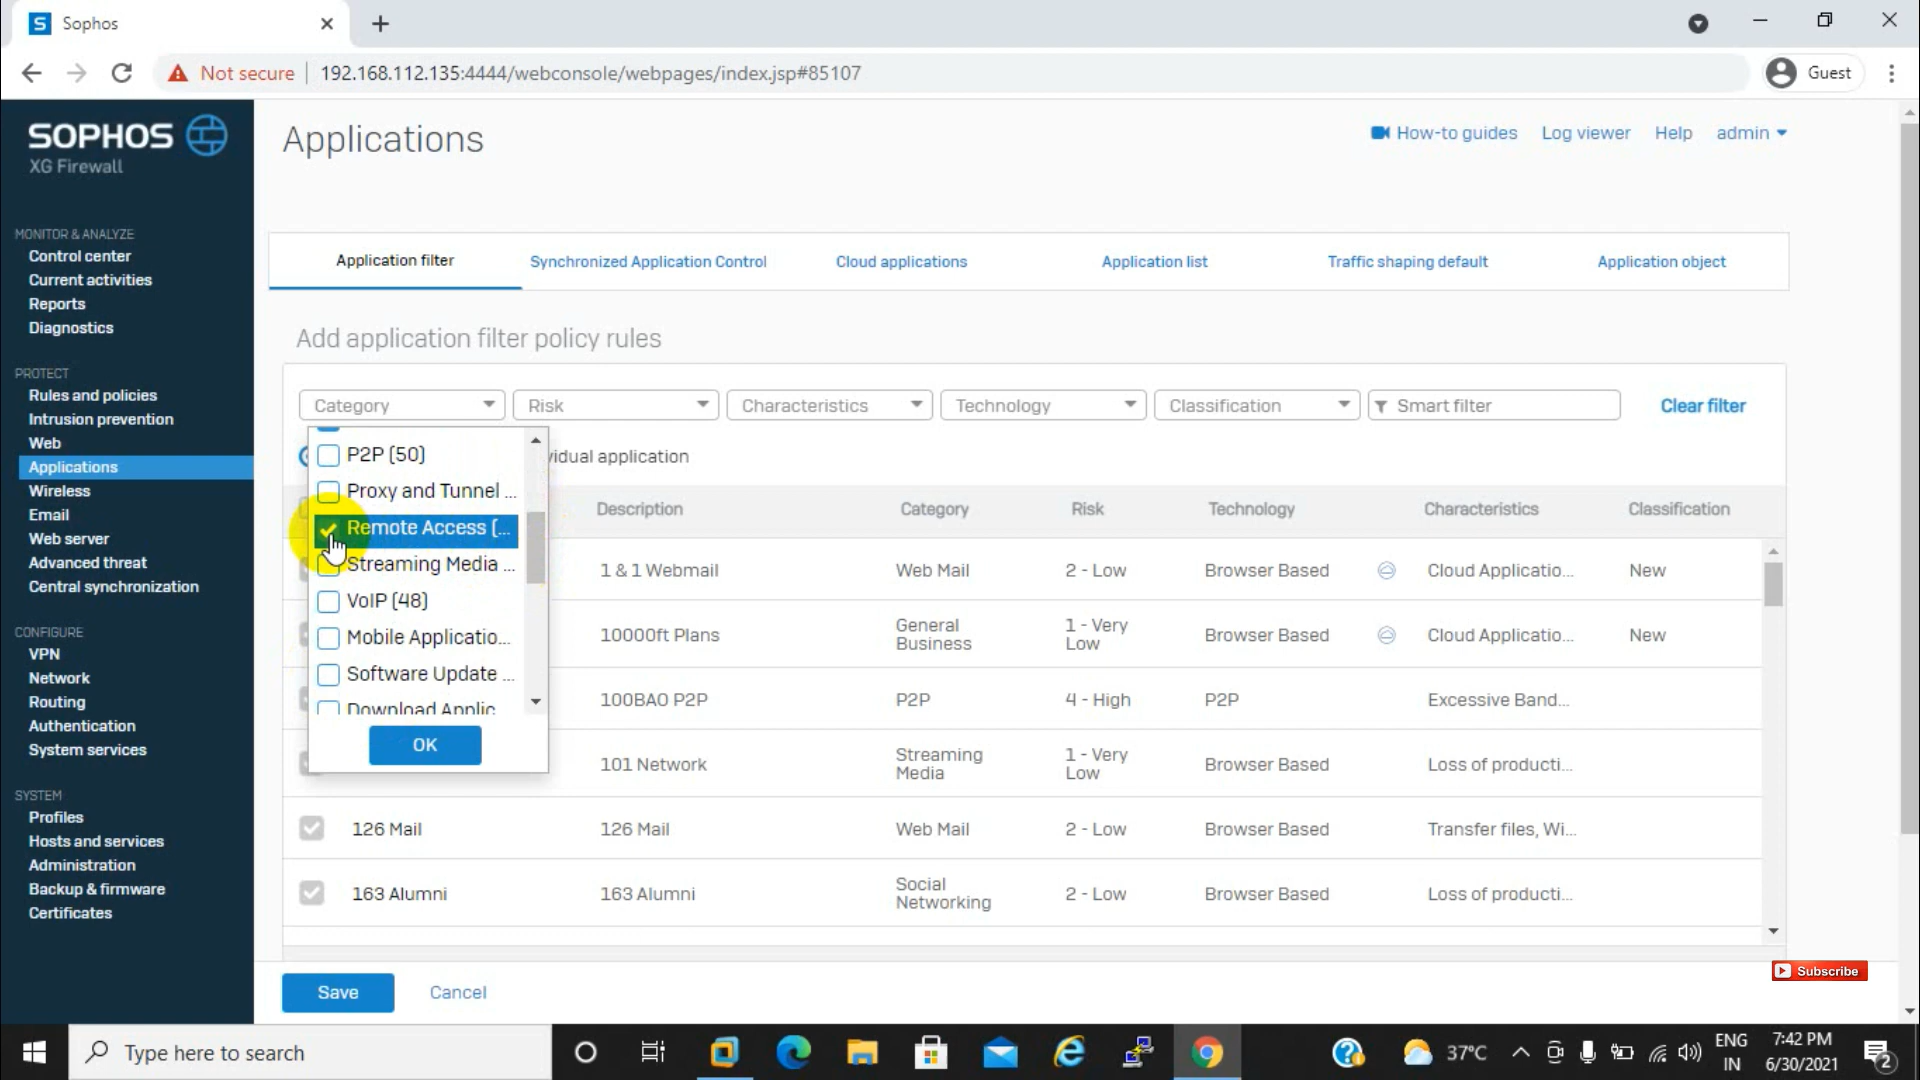 Sophos
Not secure
192.168.112.135:4444/webconsole/webpages/index.jsp#85107
Guest
SOPHOS
XG Firewall
MONITOR & ANALYZE
Control center
Current activities
Reports
Diagnostics
PROTECT
Rules and policies
Intrusion prevention
Web
Applications
Wireless
Email
Web server
Advanced threat
Central synchronization
CONFIGURE
VPN
Network
Routing
Authentication
System services
SYSTEM
Profiles
Hosts and services
Administration
Backup & firmware
Certificates
Applications
How-to guides Log viewer Help admin
Application filter Synchronized Application Control Cloud applications Application list Traffic shaping default Application object
Add application filter policy rules
Category Risk Characteristics Technology Classification Smart filter Clear filter
P2P (50)
Proxy and Tunnel ...
Remote Access (...
Streaming Media ...
VoIP (48)
Mobile Applicatio...
Software Update ...
Download Applic
OK
vidual application
Description Category Risk Technology Characteristics Classification
1 & 1 Webmail Web Mail 2 - Low Browser Based Cloud Applicatio... New
10000ft Plans General Business 1 - Very Low Browser Based Cloud Applicatio... New
100BAO P2P P2P 4 - High P2P Excessive Band...
101 Network Streaming Media 1 - Very Low Browser Based Loss of producti...
126 Mail 126 Mail Web Mail 2 - Low Browser Based Transfer files, Wi...
163 Alumni 163 Alumni Social Networking 2 - Low Browser Based Loss of producti...
Subscribe
Save Cancel
Type here to search
37°C
ENG
IN
7:42 PM
6/30/2021
2